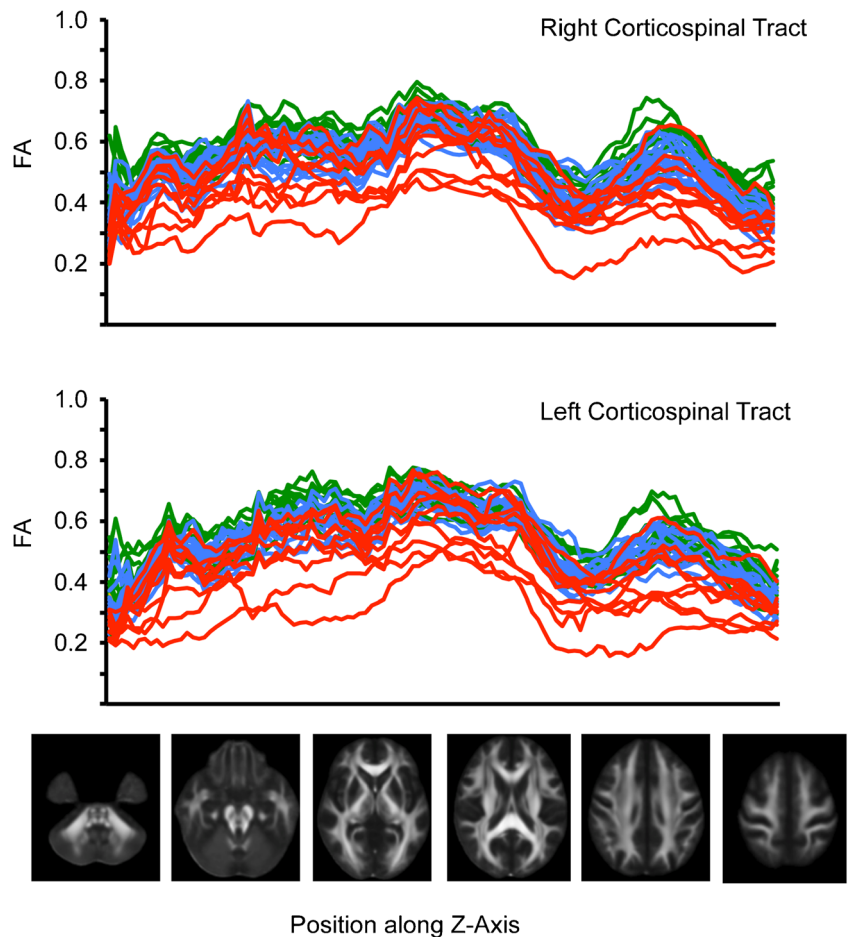 1.0
Right Corticospinal Tract
0.8
0.6
FA
0.4
0.2
1.0
Left Corticospinal Tract
0.8
0.6
FA
0.4
0.2
Position along Z-Axis